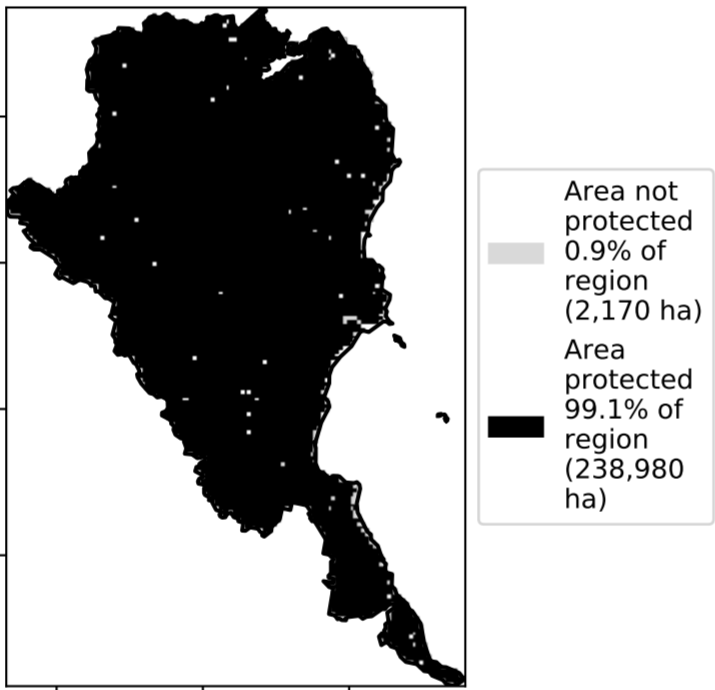 Area not
protected
0.9% of
region
(2,170 ha)
Area
protected
99.1% of
region
(238,980
ha)